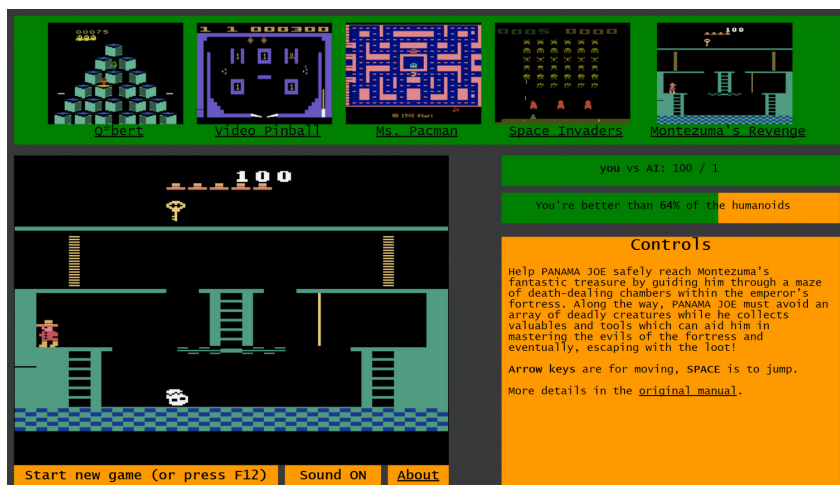 00075
1 1 000300
100
© 1982 Atari
Q*bert
Video Pinball
Ms. Pacman
Space Invaders
Montezuma's Revenge
100
you vs AI: 100 / 1
You're better than 64% of the humanoids
Controls
Help PANAMA JOE safely reach Montezuma's
fantastic treasure by guiding him through a maze
of death-dealing chambers within the emperor's
fortress. Along the way, PANAMA JOE must avoid an
array of deadly creatures while he collects
valuables and tools which can aid him in
mastering the evils of the fortress and
eventually, escaping with the loot!
Arrow keys are for moving, SPACE is to jump.
More details in the original manual.
Start new game (or press F12)
Sound ON
About